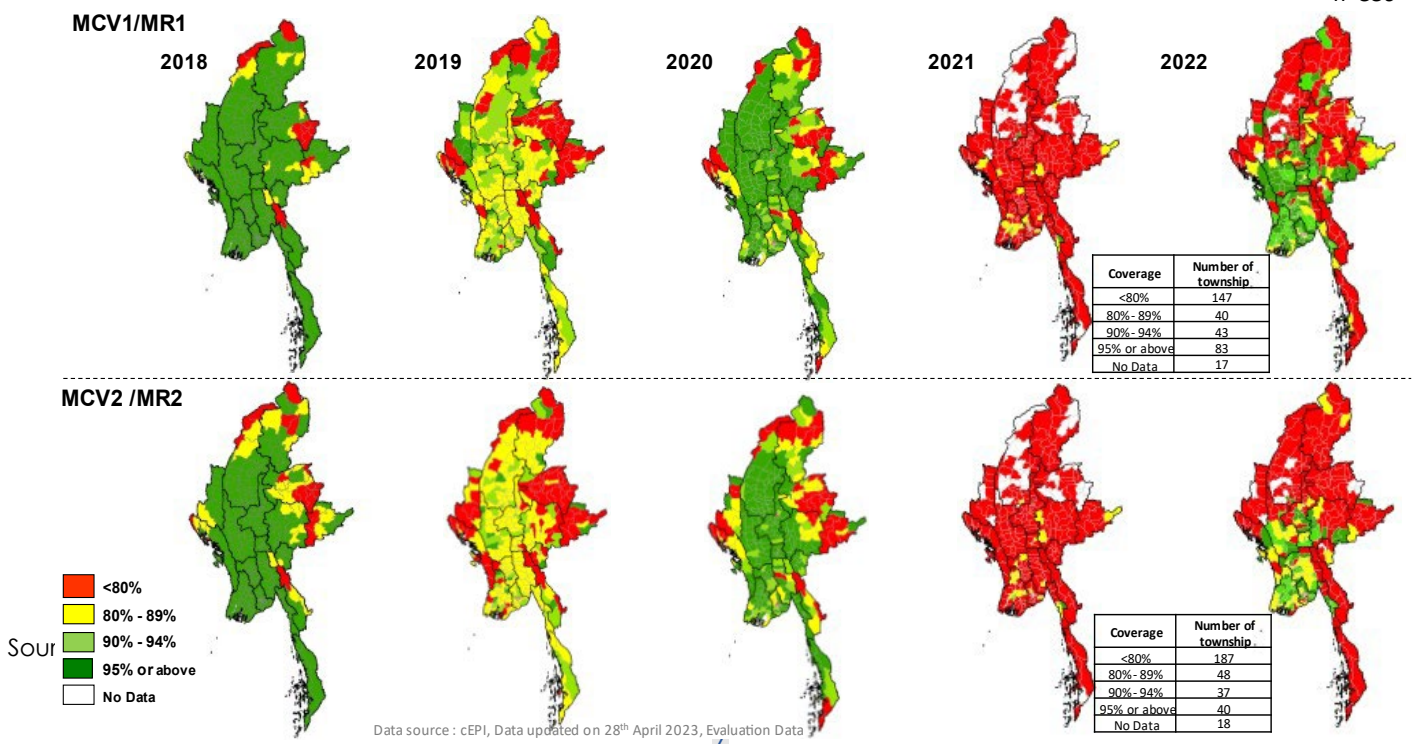 MCV1/MR1
2018
2019
2020
2021
2022
Coverage Number of township
<80% 147
80% - 89% 40
90% - 94% 43
95% or above 83
No Data 17
MCV2 /MR2
<80%
80% - 89%
90% - 94%
95% or above
No Data
Sour
Coverage Number of township
<80% 187
80% - 89% 48
90% - 94% 37
95% or above 40
No Data 18
Data source : cEPI, Data updated on 28th April 2023, Evaluation Data